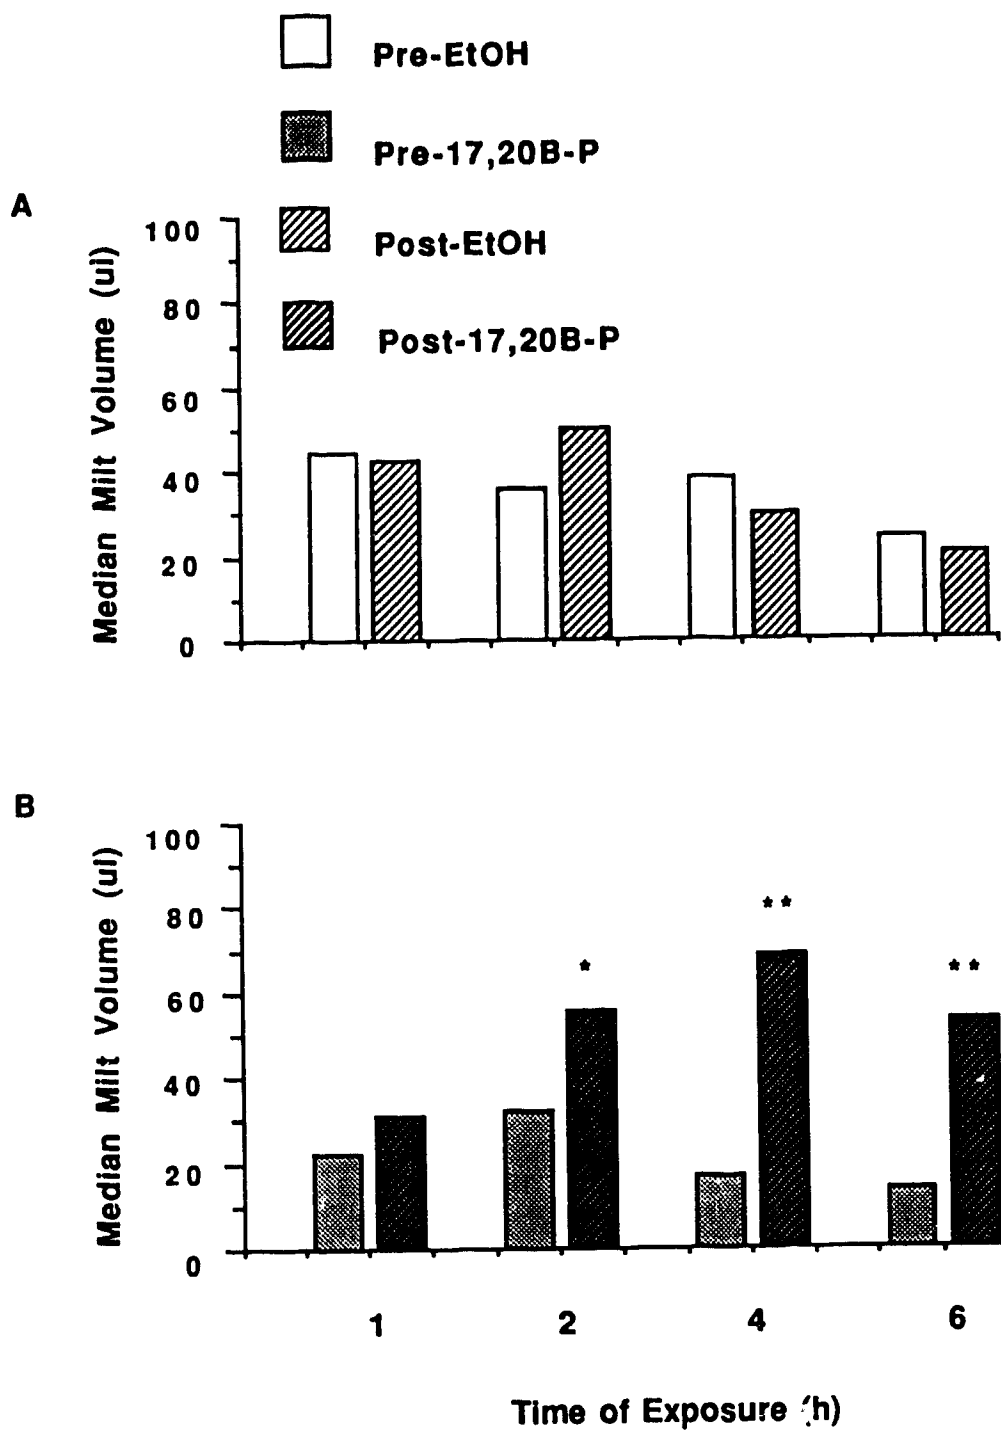 Pre-EtOH
Pre-17,20B-P
A
Post-EtOH
Post-17,20B-P
Median Milt Volume (ul)
100
80
60
40
20
0
B
Median Milt Volume (ul)
100
80
60
40
20
0
*
**
**
1 2 4 6
Time of Exposure (h)